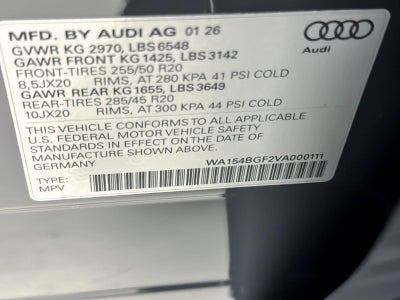 MFD. BY AUDI AG 01 26
GVWR KG 2970, LBS 6548
GAWR FRONT KG 1425, LBS 3142
FRONT-TIRES 255/50 R20
8,5JX20 RIMS, AT 280 KPA 41 PSI COLD
GAWR REAR KG 1655, LBS 3649
REAR-TIRES 285/45 R20
10JX20 RIMS, AT 300 KPA 44 PSI COLD
THIS VEHICLE CONFORMS TO ALL APPLICABLE
U.S. FEDERAL MOTOR VEHICLE SAFETY
STANDARDS IN EFFECT ON THE DATE OF
MANUFACTURE SHOWN ABOVE.
GERMANY
WA154BGF2VA000111
TYPE:
MPV
Audi